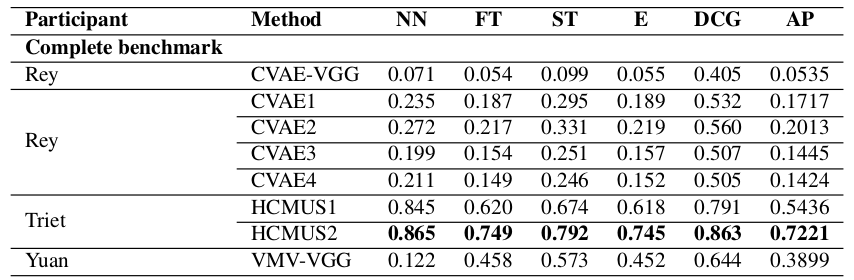 Participant Method NN FT ST E DCG AP
Complete benchmark
Rey CVAE-VGG 0.071 0.054 0.099 0.055 0.405 0.0535
CVAE1 0.235 0.187 0.295 0.189 0.532 0.1717
CVAE2 0.272 0.217 0.331 0.219 0.560 0.2013
Rey
CVAE3 0.199 0.154 0.251 0.157 0.507 0.1445
CVAE4 0.211 0.149 0.246 0.152 0.505 0.1424
HCMUS1 0.845 0.620 0.674 0.618 0.791 0.5436
Triet
HCMUS2 0.865 0.749 0.792 0.745 0.863 0.7221
Yuan VMV-VGG 0.122 0.458 0.573 0.452 0.644 0.3899